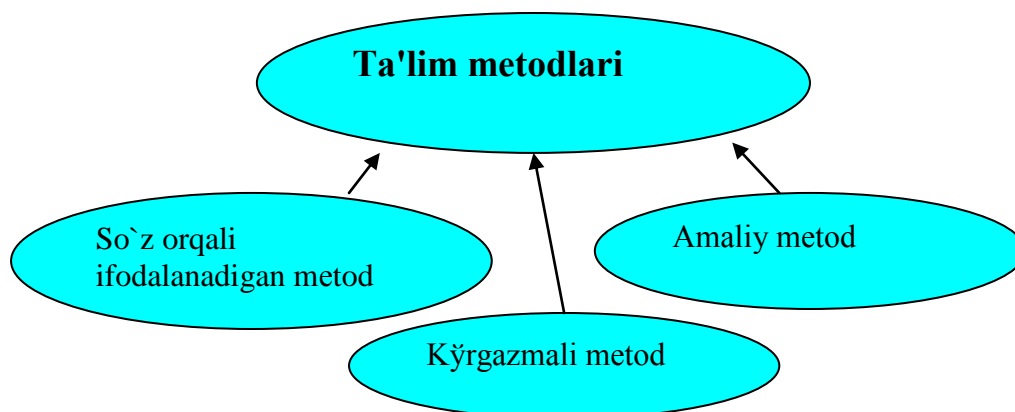 Ta'lim metodlari
So`z orqali
ifodalanadigan metod
Amaliy metod
Kўrgazmali metod